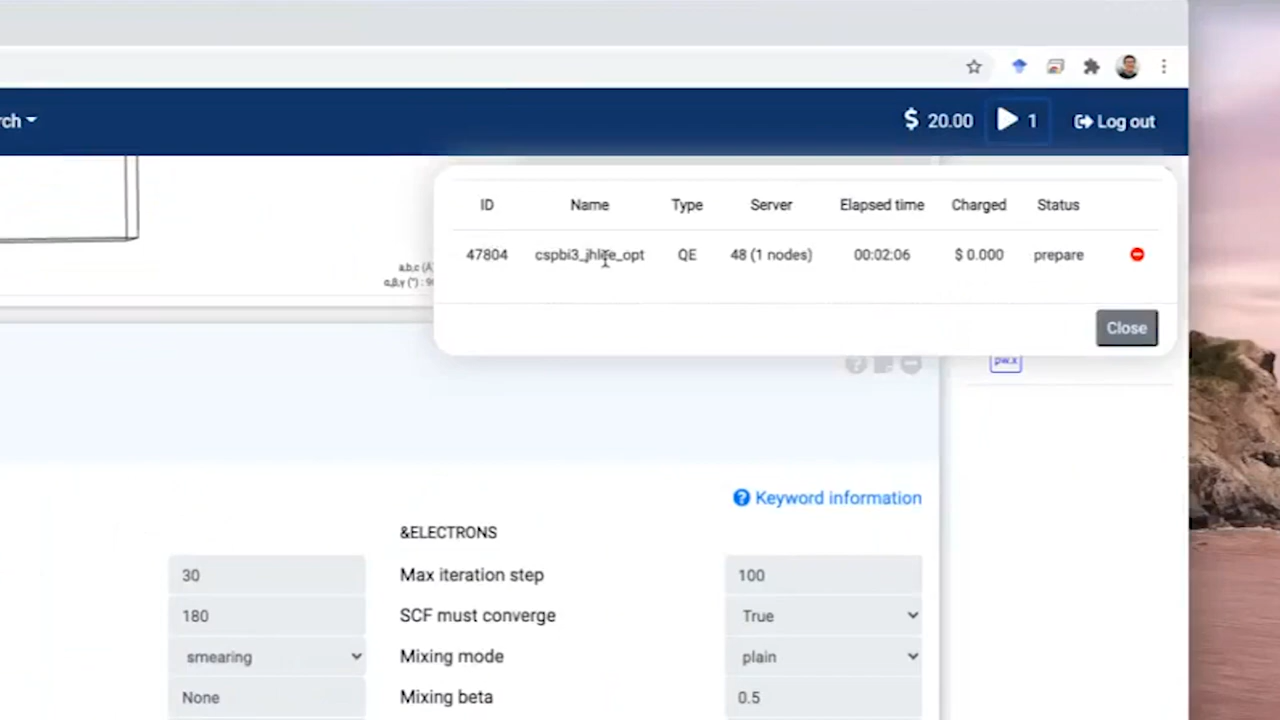 rch
$ 20.00
1
Log out
ID Name Type Server Elapsed time Charged Status
47804 QE 48 (1 nodes) 00:02:06 $ 0.000 prepare
a,b,c (Å
α,β,γ (°) : 9
Close
pw.x
Keyword information
&ELECTRONS
30 Max iteration step 100
180 SCF must converge True
smearing Mixing mode plain
None Mixing beta 0.5